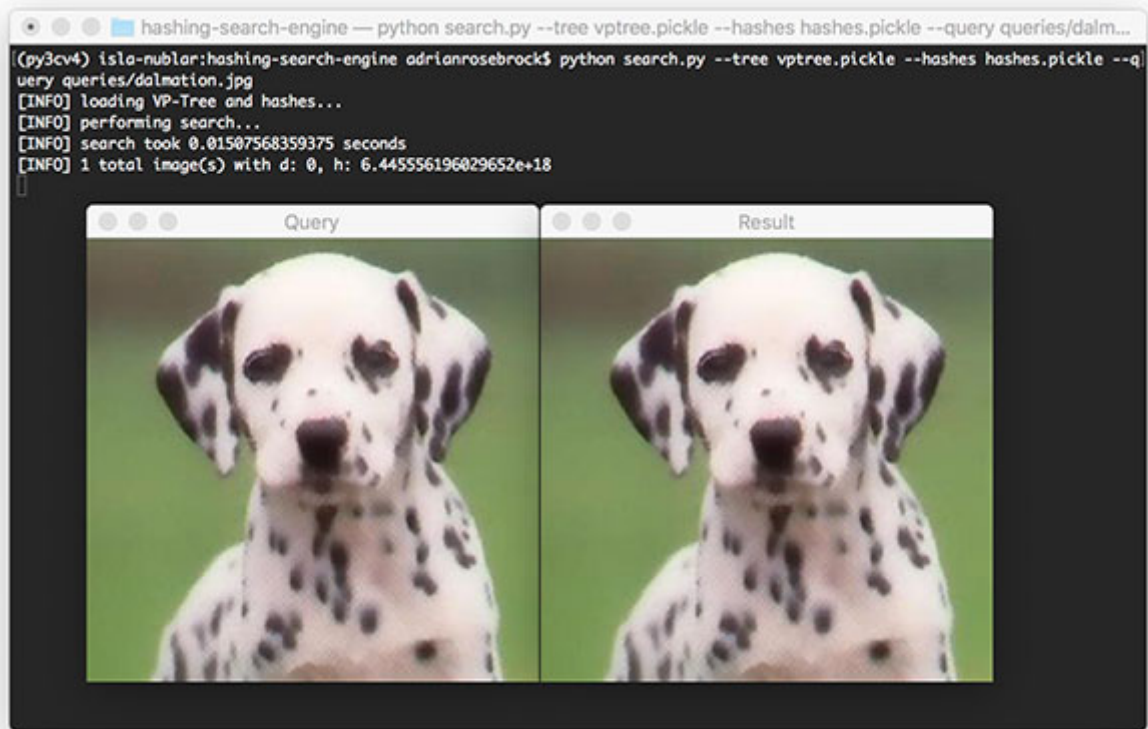 hashing-search-engine — python search.py --tree vptree.pickle --hashes hashes.pickle --query queries/dalm...
(py3cv4) isla-nublar:hashing-search-engine adrianrosebrock$ python search.py --tree vptree.pickle --hashes hashes.pickle --q
uery queries/dalmation.jpg
[INFO] loading VP-Tree and hashes...
[INFO] performing search...
[INFO] search took 0.01507568359375 seconds
[INFO] 1 total image(s) with d: 0, h: 6.445556196029652e+18
Query
Result